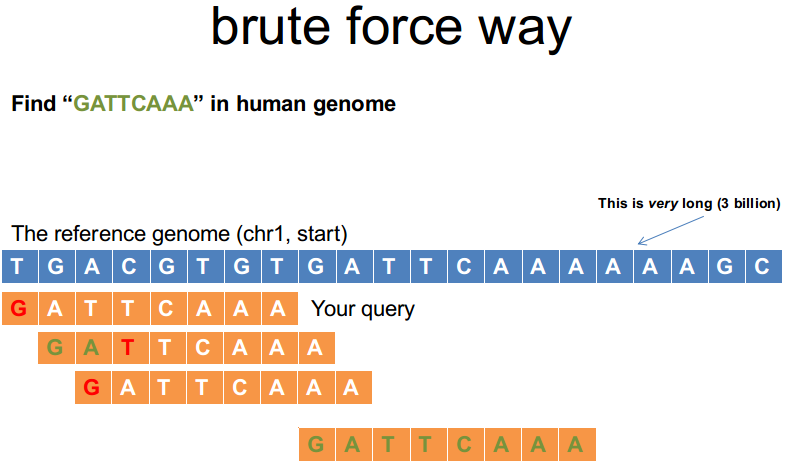 brute force way
Find “GATTCAAA” in human genome
This is very long (3 billion)
The reference genome (chr1, start)
T G A C G T G T G A T T C A A A A A A G C
G A T T C A A A Your query
G A T T C A A A
G A T T C A A A
G A T T C A A A